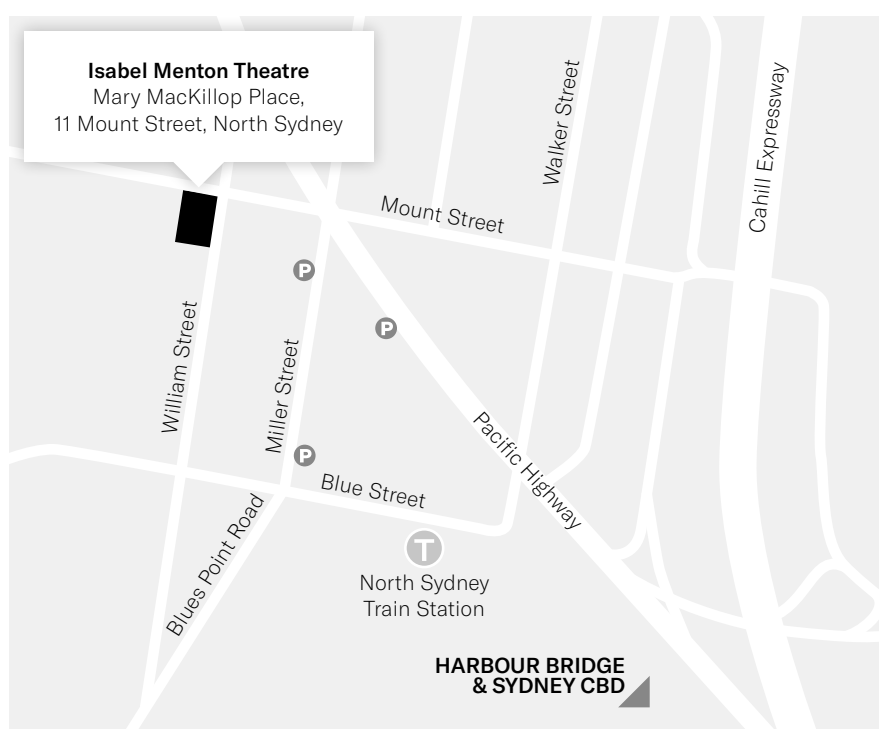 Isabel Menton Theatre
Mary MacKillop Place,
11 Mount Street, North Sydney
Walker Street
Cahill Expressway
Mount Street
P
P
William Street
Miller Street
Pacific Highway
P
Blue Street
Blues Point Road
T
North Sydney
Train Station
HARBOUR BRIDGE
& SYDNEY CBD